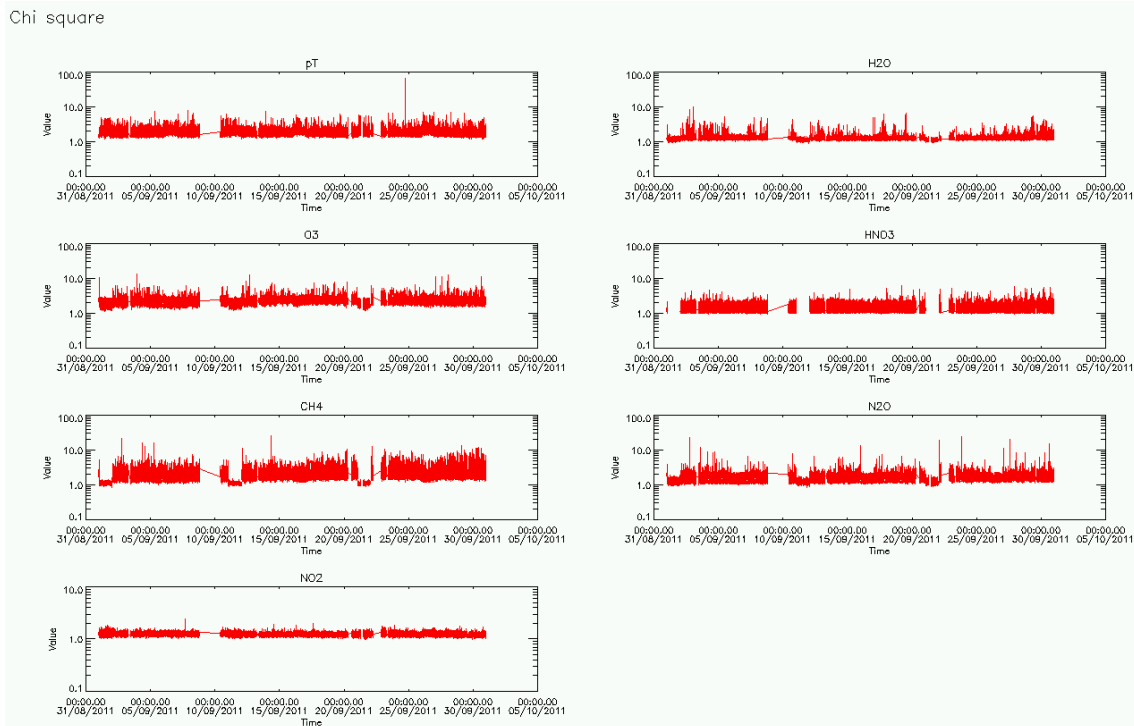 Chi square
pT
100.0
10.0
1.0
0.1
Value
00:00.00 00:00.00 00:00.00 00:00.00 00:00.00 00:00.00 00:00.00 00:00.00
31/08/2011 05/09/2011 10/09/2011 15/09/2011 20/09/2011 25/09/2011 30/09/2011 05/10/2011
Time
H2O
100.0
10.0
1.0
0.1
Value
00:00.00 00:00.00 00:00.00 00:00.00 00:00.00 00:00.00 00:00.00 00:00.00
31/08/2011 05/09/2011 10/09/2011 15/09/2011 20/09/2011 25/09/2011 30/09/2011 05/10/2011
Time
O3
100.0
10.0
1.0
0.1
Value
00:00.00 00:00.00 00:00.00 00:00.00 00:00.00 00:00.00 00:00.00 00:00.00
31/08/2011 05/09/2011 10/09/2011 15/09/2011 20/09/2011 25/09/2011 30/09/2011 05/10/2011
Time
HNO3
100.0
10.0
1.0
0.1
Value
00:00.00 00:00.00 00:00.00 00:00.00 00:00.00 00:00.00 00:00.00 00:00.00
31/08/2011 05/09/2011 10/09/2011 15/09/2011 20/09/2011 25/09/2011 30/09/2011 05/10/2011
Time
CH4
100.0
10.0
1.0
0.1
Value
00:00.00 00:00.00 00:00.00 00:00.00 00:00.00 00:00.00 00:00.00 00:00.00
31/08/2011 05/09/2011 10/09/2011 15/09/2011 20/09/2011 25/09/2011 30/09/2011 05/10/2011
Time
N2O
100.0
10.0
1.0
0.1
Value
00:00.00 00:00.00 00:00.00 00:00.00 00:00.00 00:00.00 00:00.00 00:00.00
31/08/2011 05/09/2011 10/09/2011 15/09/2011 20/09/2011 25/09/2011 30/09/2011 05/10/2011
Time
NO2
10.0
1.0
0.1
Value
00:00.00 00:00.00 00:00.00 00:00.00 00:00.00 00:00.00 00:00.00 00:00.00
31/08/2011 05/09/2011 10/09/2011 15/09/2011 20/09/2011 25/09/2011 30/09/2011 05/10/2011
Time